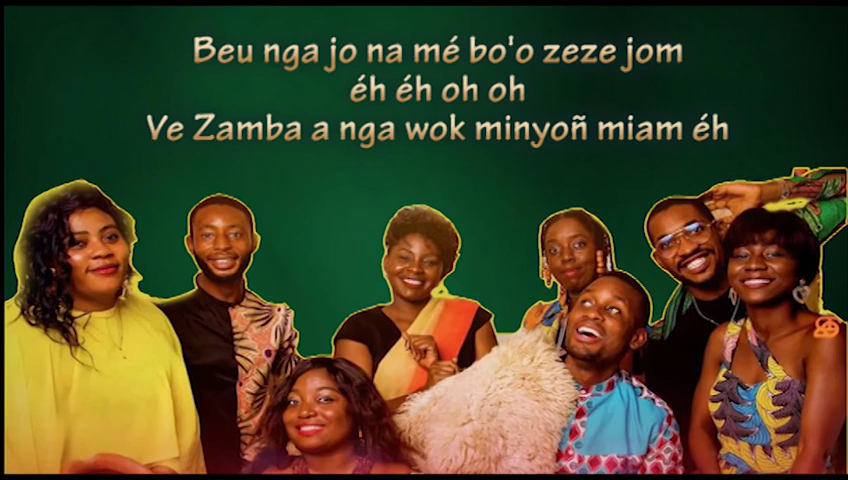 Beu nga jo na mé bo'o zeze jom
éh éh oh oh
Ve Zamba a nga wok minyoñ miam éh